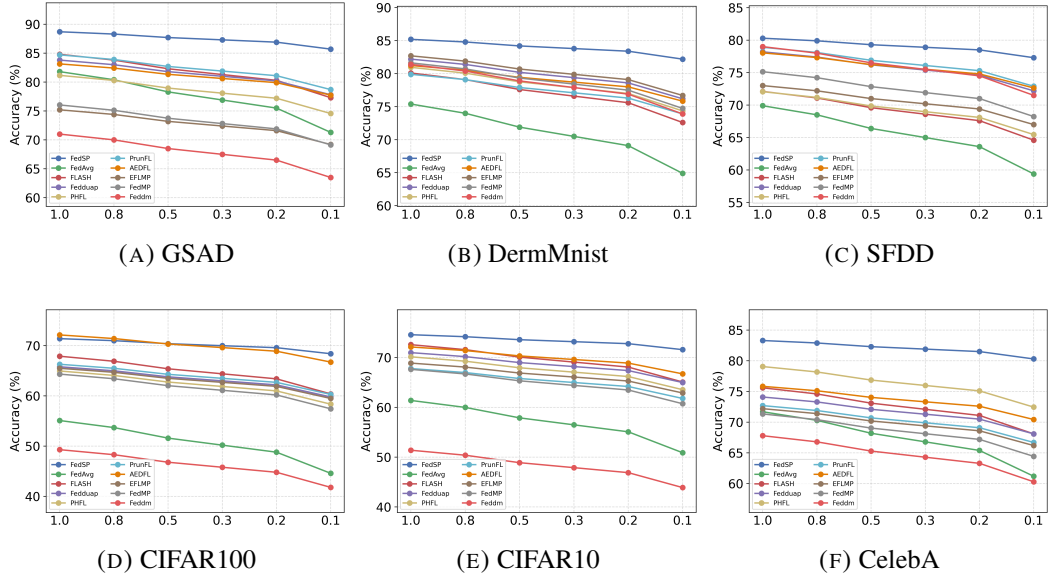 Accuracy (%)
90
85
80
75
70
65
60
FedSP
FedAvg
FLASH
Fedduap
PHFL
PrunFL
AEDFL
EFLMP
FedMP
Feddm
1.0 0.8 0.5 0.3 0.2 0.1
(A) GSAD
Accuracy (%)
90
85
80
75
70
65
60
FedSP
FedAvg
FLASH
Fedduap
PHFL
PrunFL
AEDFL
EFLMP
FedMP
Feddm
1.0 0.8 0.5 0.3 0.2 0.1
(B) DermMnist
Accuracy (%)
85
80
75
70
65
60
55
FedSP
FedAvg
FLASH
Fedduap
PHFL
PrunFL
AEDFL
EFLMP
FedMP
Feddm
1.0 0.8 0.5 0.3 0.2 0.1
(C) SFDD
Accuracy (%)
70
60
50
40
FedSP
FedAvg
FLASH
Fedduap
PHFL
PrunFL
AEDFL
EFLMP
FedMP
Feddm
1.0 0.8 0.5 0.3 0.2 0.1
(D) CIFAR100
Accuracy (%)
70
60
50
40
FedSP
FedAvg
FLASH
Fedduap
PHFL
PrunFL
AEDFL
EFLMP
FedMP
Feddm
1.0 0.8 0.5 0.3 0.2 0.1
(E) CIFAR10
Accuracy (%)
85
80
75
70
65
60
FedSP
FedAvg
FLASH
Fedduap
PHFL
PrunFL
AEDFL
EFLMP
FedMP
Feddm
1.0 0.8 0.5 0.3 0.2 0.1
(F) CelebA